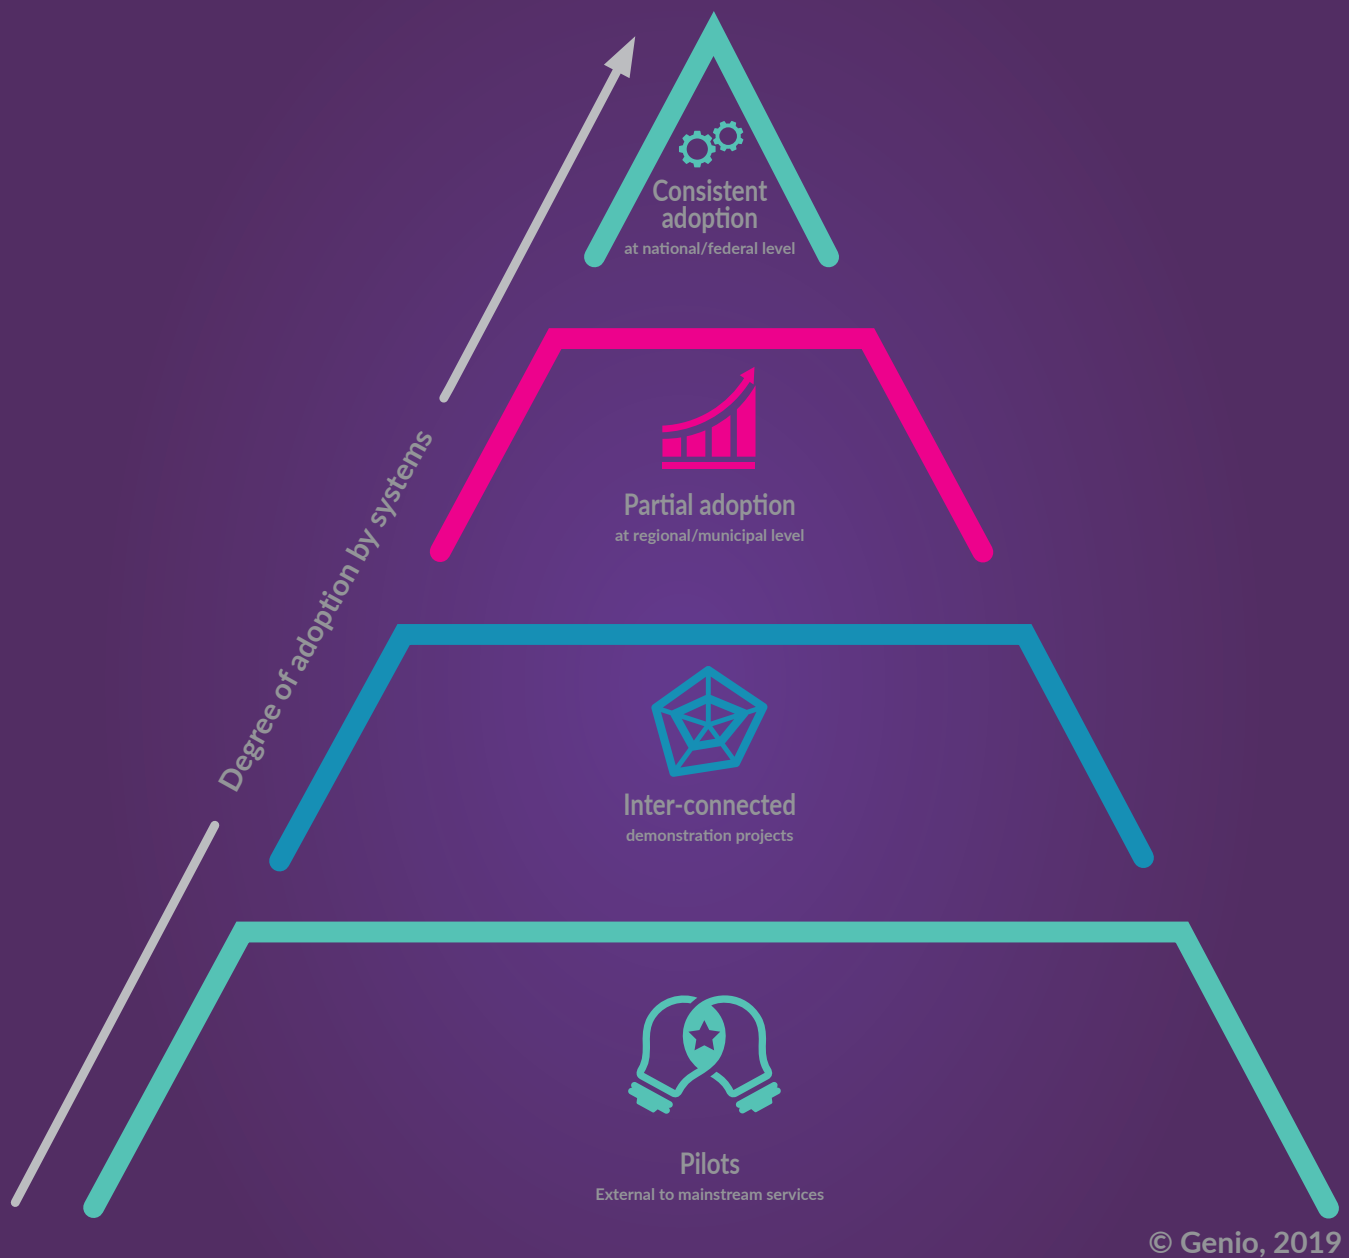 Consistent
adoption
at national/federal level
Partial adoption
at regional/municipal level
Degree of adoption by systems
Inter-connected
demonstration projects
Pilots
External to mainstream services
© Genio, 2019